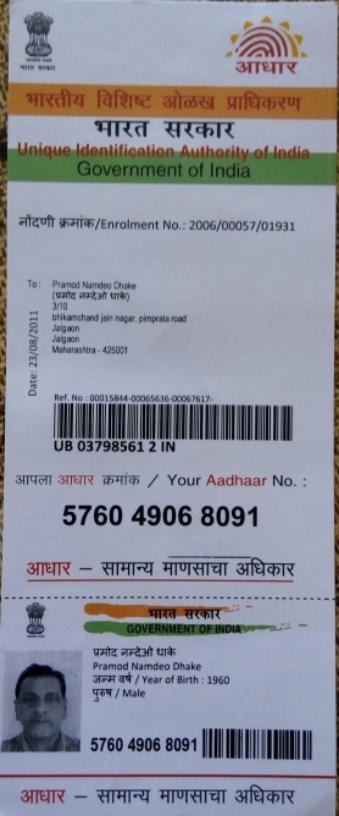 भारत सरकार
आधार
भारतीय विशिष्ट ओळख प्राधिकरण
भारत सरकार
Unique Identification Authority of India
Government of India
नोंदणी क्रमांक/Enrolment No.: 2006/00057/01931
To: Pramod Namdeo Dhake
(प्रमोद नम्देओ धाके)
3/10
bhikamchand jain nagar, pimprala road
Jalgaon
Jalgaon
Maharashtra - 425001
Date: 23/08/2011
Ref. No : 00015844-00065636-00067617-
UB 03798561 2 IN
आपला आधार क्रमांक / Your Aadhaar No. :
5760 4906 8091
आधार – सामान्य माणसाचा अधिकार
भारत सरकार
GOVERNMENT OF INDIA
प्रमोद नम्देओ धाके
Pramod Namdeo Dhake
जन्म वर्ष / Year of Birth : 1960
पुरुष / Male
5760 4906 8091
आधार – सामान्य माणसाचा अधिकार